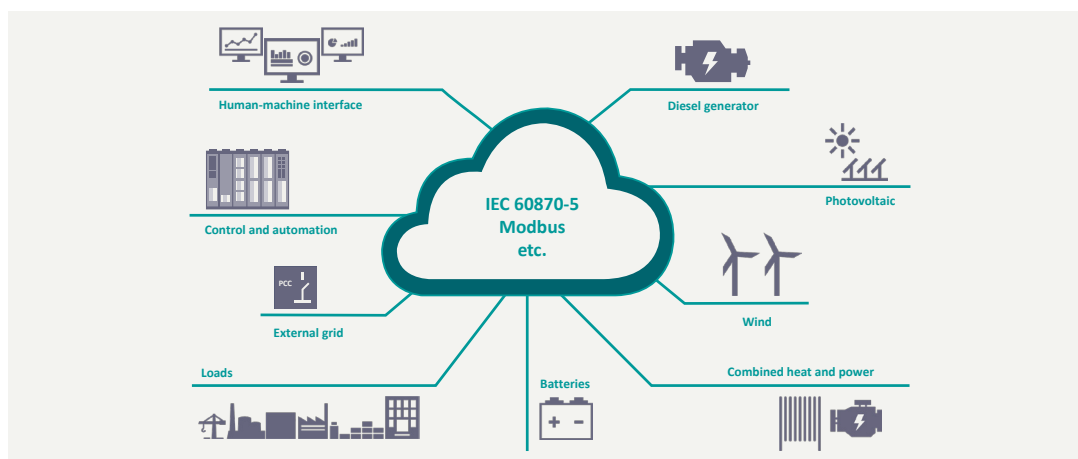 Human-machine interface
Diesel generator
IEC 60870-5
Modbus
etc.
Photovoltaic
Control and automation
PCC
External grid
Wind
Loads
Batteries
Combined heat and power